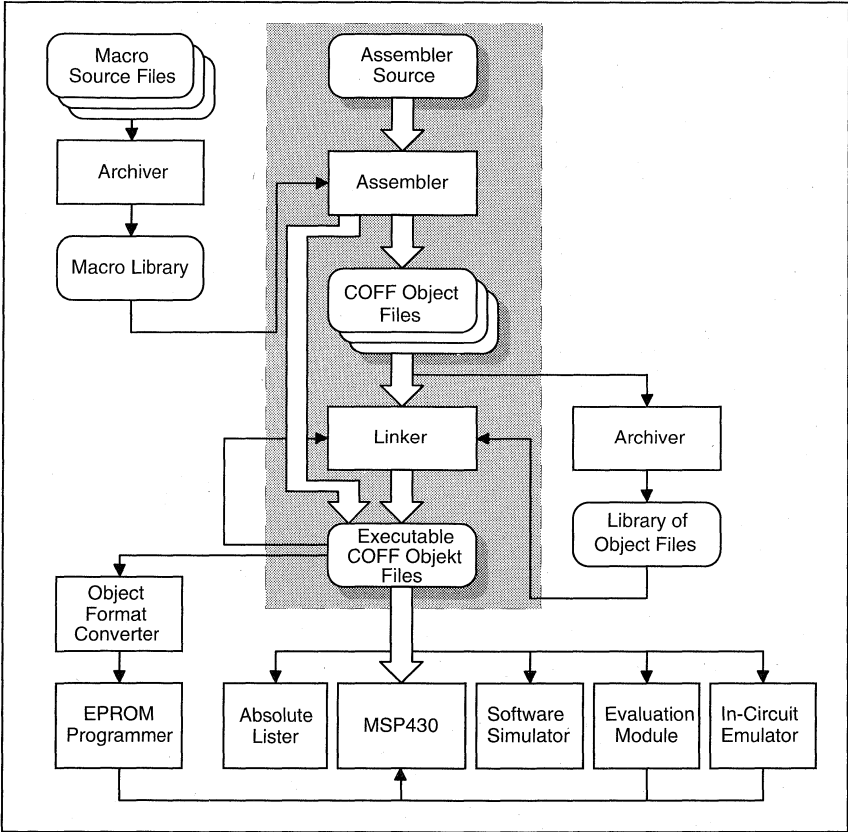 Macro
Source Files
Assembler
Source
Archiver
Assembler
Macro Library
COFF Object
Files
Linker
Archiver
Executable
COFF Objekt
Files
Library of
Object Files
Object
Format
Converter
EPROM
Programmer
Absolute
Lister
MSP430
Software
Simulator
Evaluation
Module
In-Circuit
Emulator